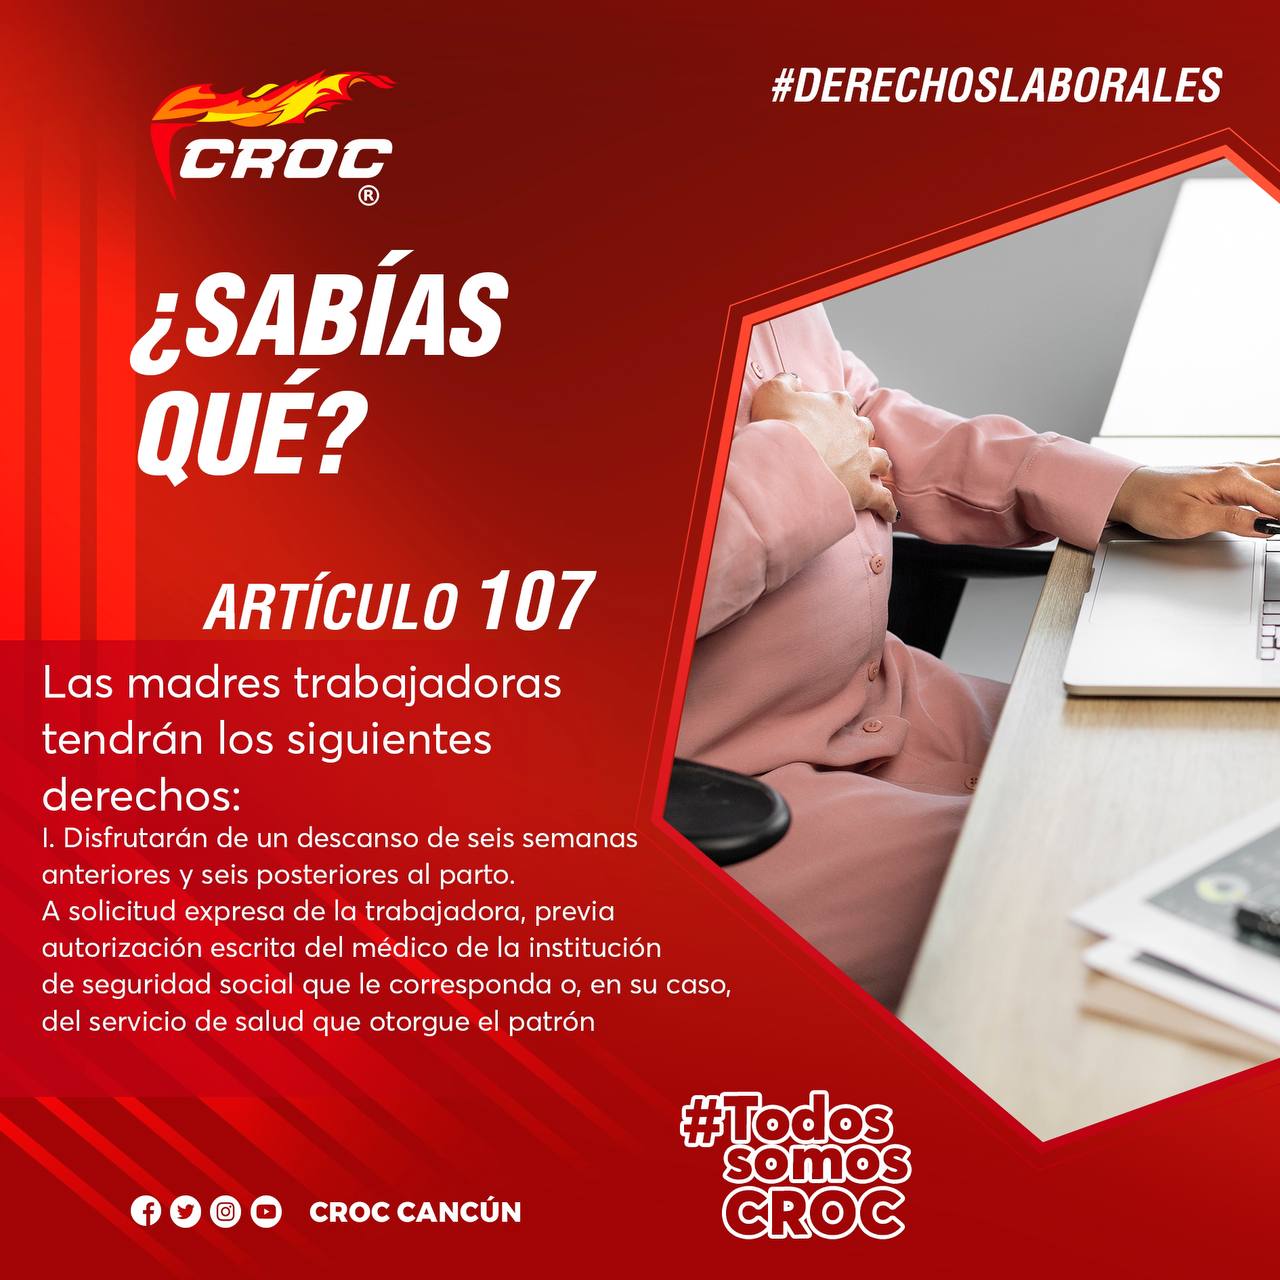 #DERECHOSLABORALES
CROC
®
¿SABÍAS
QUÉ?
ARTÍCULO 107
Las madres trabajadoras
tendrán los siguientes
derechos:
I. Disfrutarán de un descanso de seis semanas
anteriores y seis posteriores al parto.
A solicitud expresa de la trabajadora, previa
autorización escrita del médico de la institución
de seguridad social que le corresponda o, en su caso,
del servicio de salud que otorgue el patrón
#Todos
somos
CROC
CROC CANCÚN